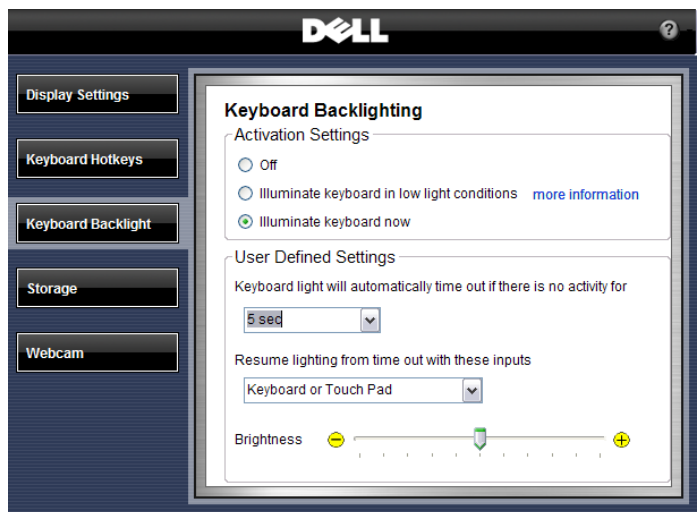 DELL
?
Display Settings
Keyboard Hotkeys
Keyboard Backlight
Storage
Webcam
Keyboard Backlighting
Activation Settings
Off
Illuminate keyboard in low light conditions more information
Illuminate keyboard now
User Defined Settings
Keyboard light will automatically time out if there is no activity for
5 sec
Resume lighting from time out with these inputs
Keyboard or Touch Pad
Brightness